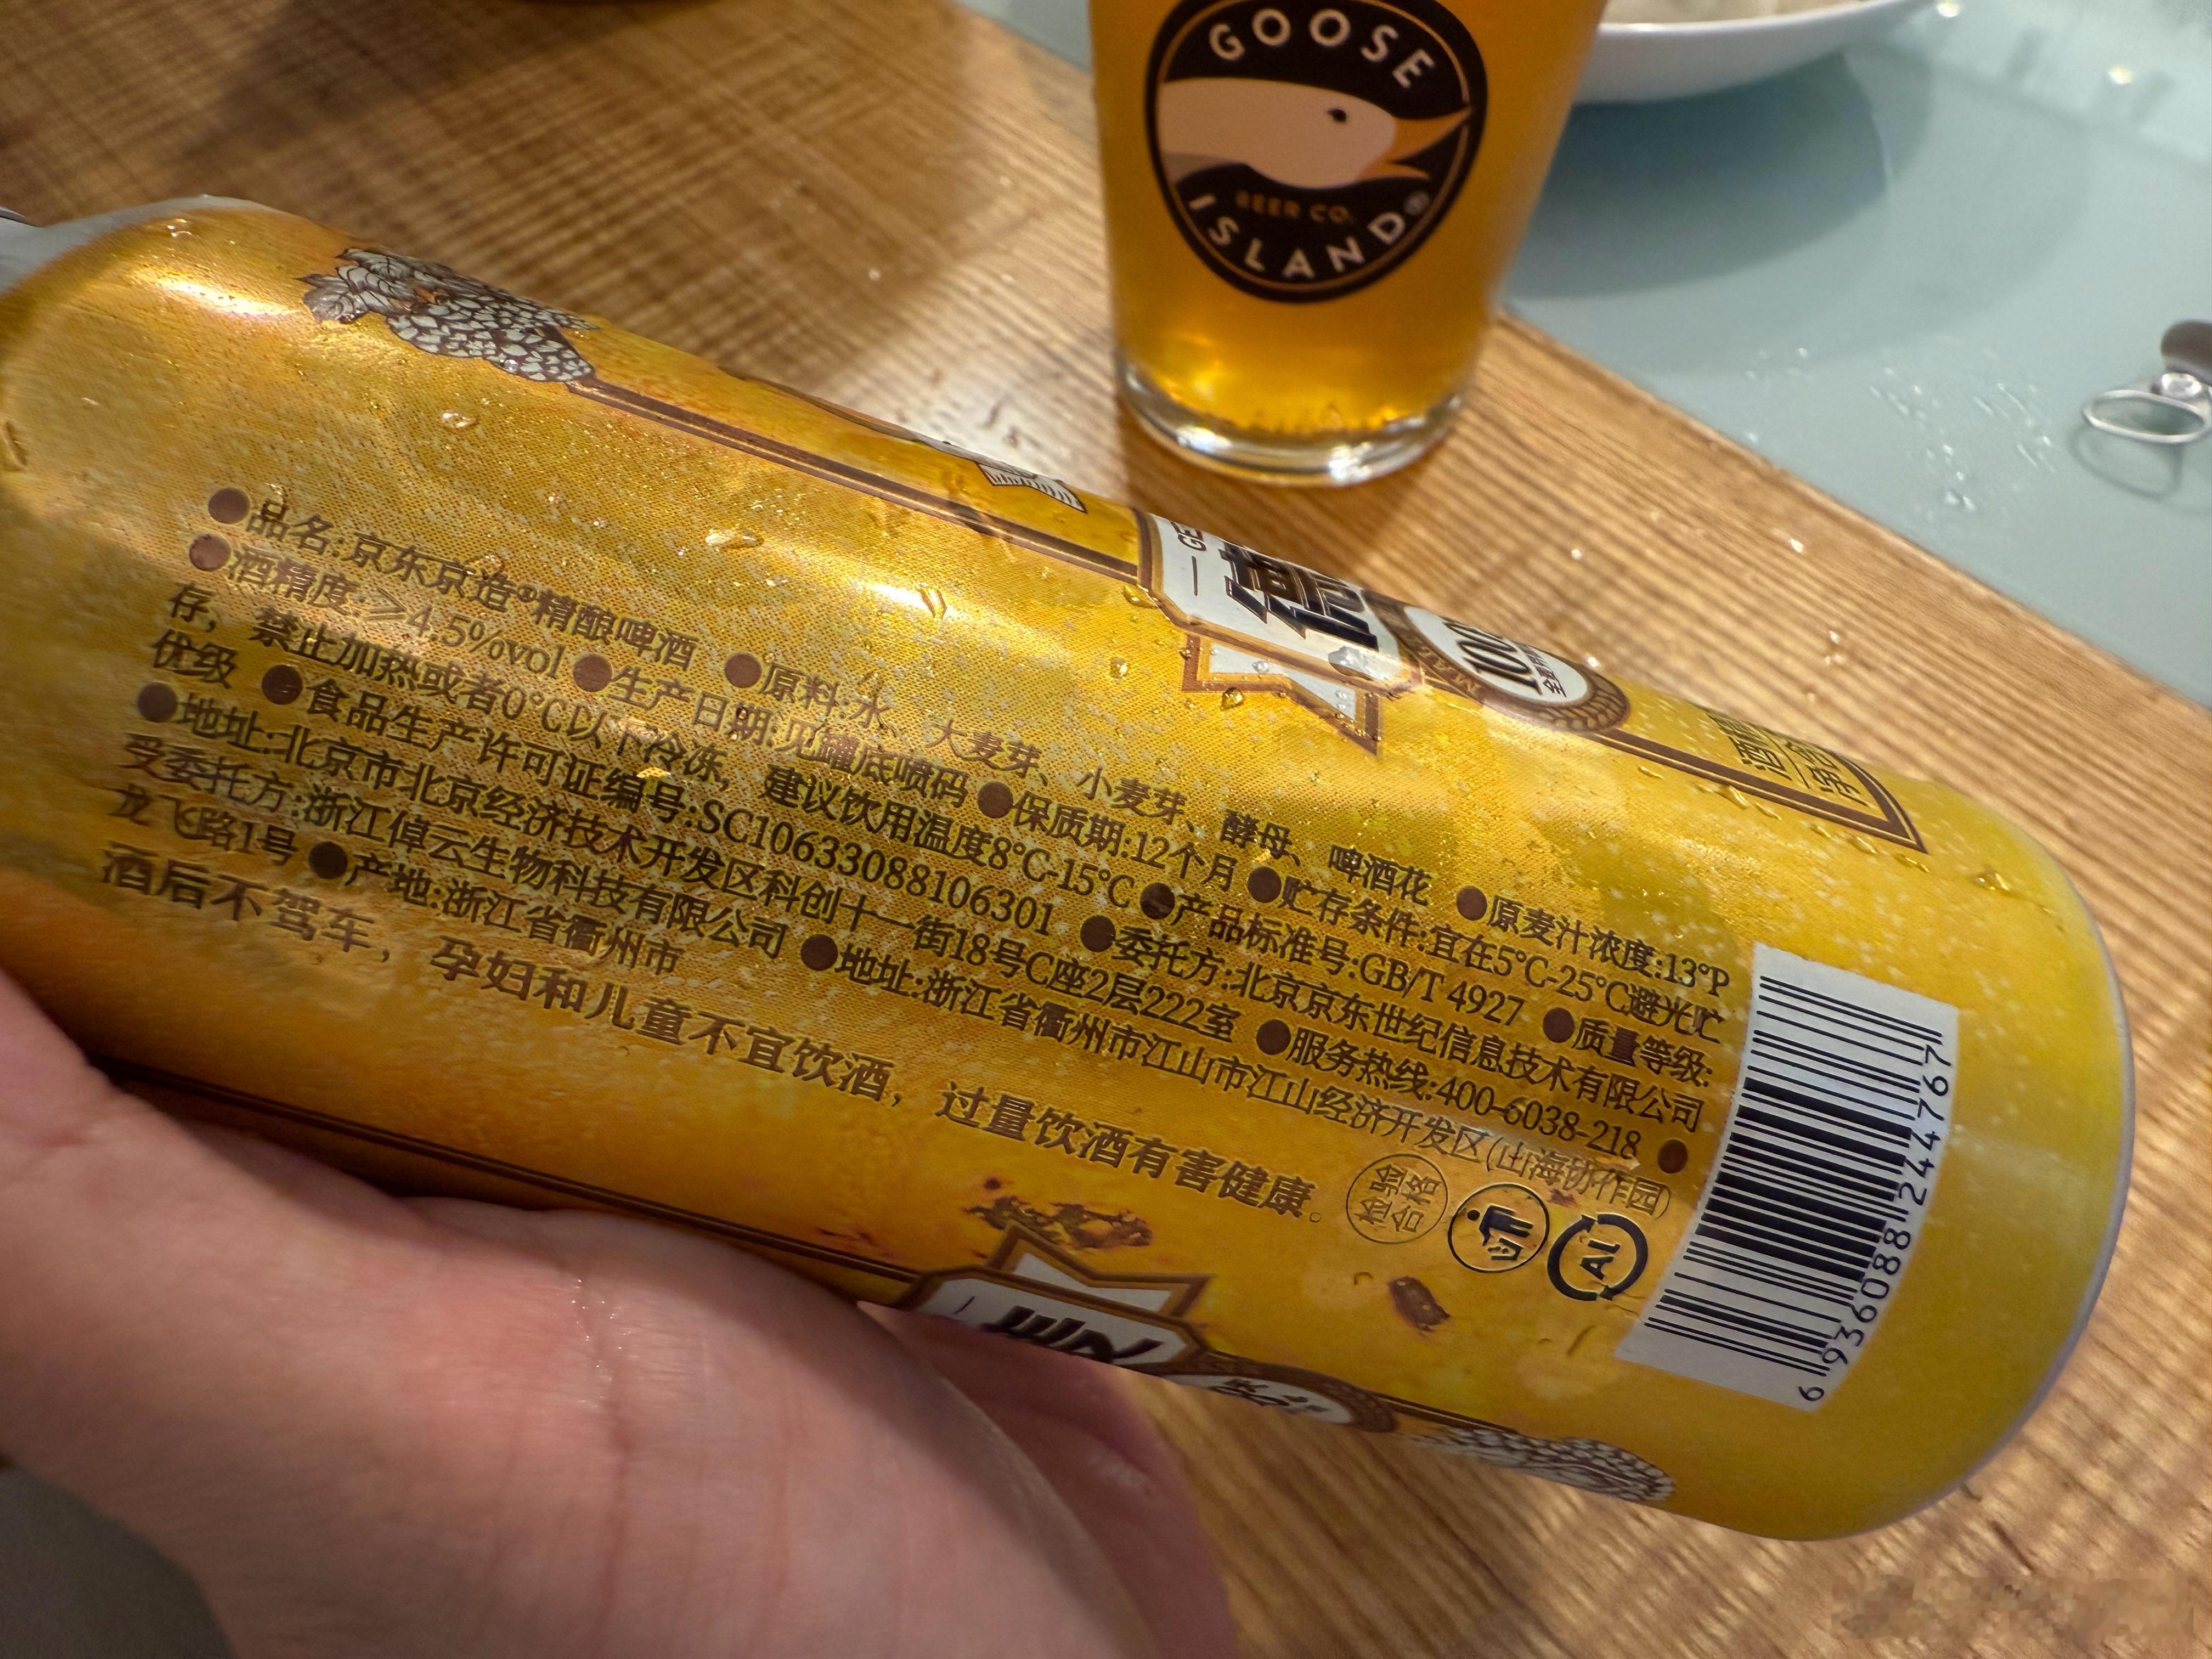 GOOSE
BEER CO.
ISLAND®
●品名:京东京造®精酿啤酒 ●原料:水、大麦芽、小麦芽、酵母、啤酒花 ●原麦汁浓度:13°P
●酒精度:≥4.5%vol ●生产日期:见罐底喷码 ●保质期:12个月 ●贮存条件:宜在5°C-25°C避光贮
存，禁止加热或者0°C以下冷冻，建议饮用温度8°C-15°C ●产品标准号:GB/T 4927 ●质量等级:
优级 ●食品生产许可证编号:SC10633088106301 ●委托方:北京京东世纪信息技术有限公司
●地址:北京市北京经济技术开发区科创十一街18号C座2层222室 ●服务热线:400-6038-218 ●
受委托方:浙江倬云生物科技有限公司 ●地址:浙江省衢州市江山市江山经济开发区(山海协作园)
龙飞路1号 ●产地:浙江省衢州市
酒后不驾车，孕妇和儿童不宜饮酒，过量饮酒有害健康。
检验
合格
AL
6936088244767
GE
德
100